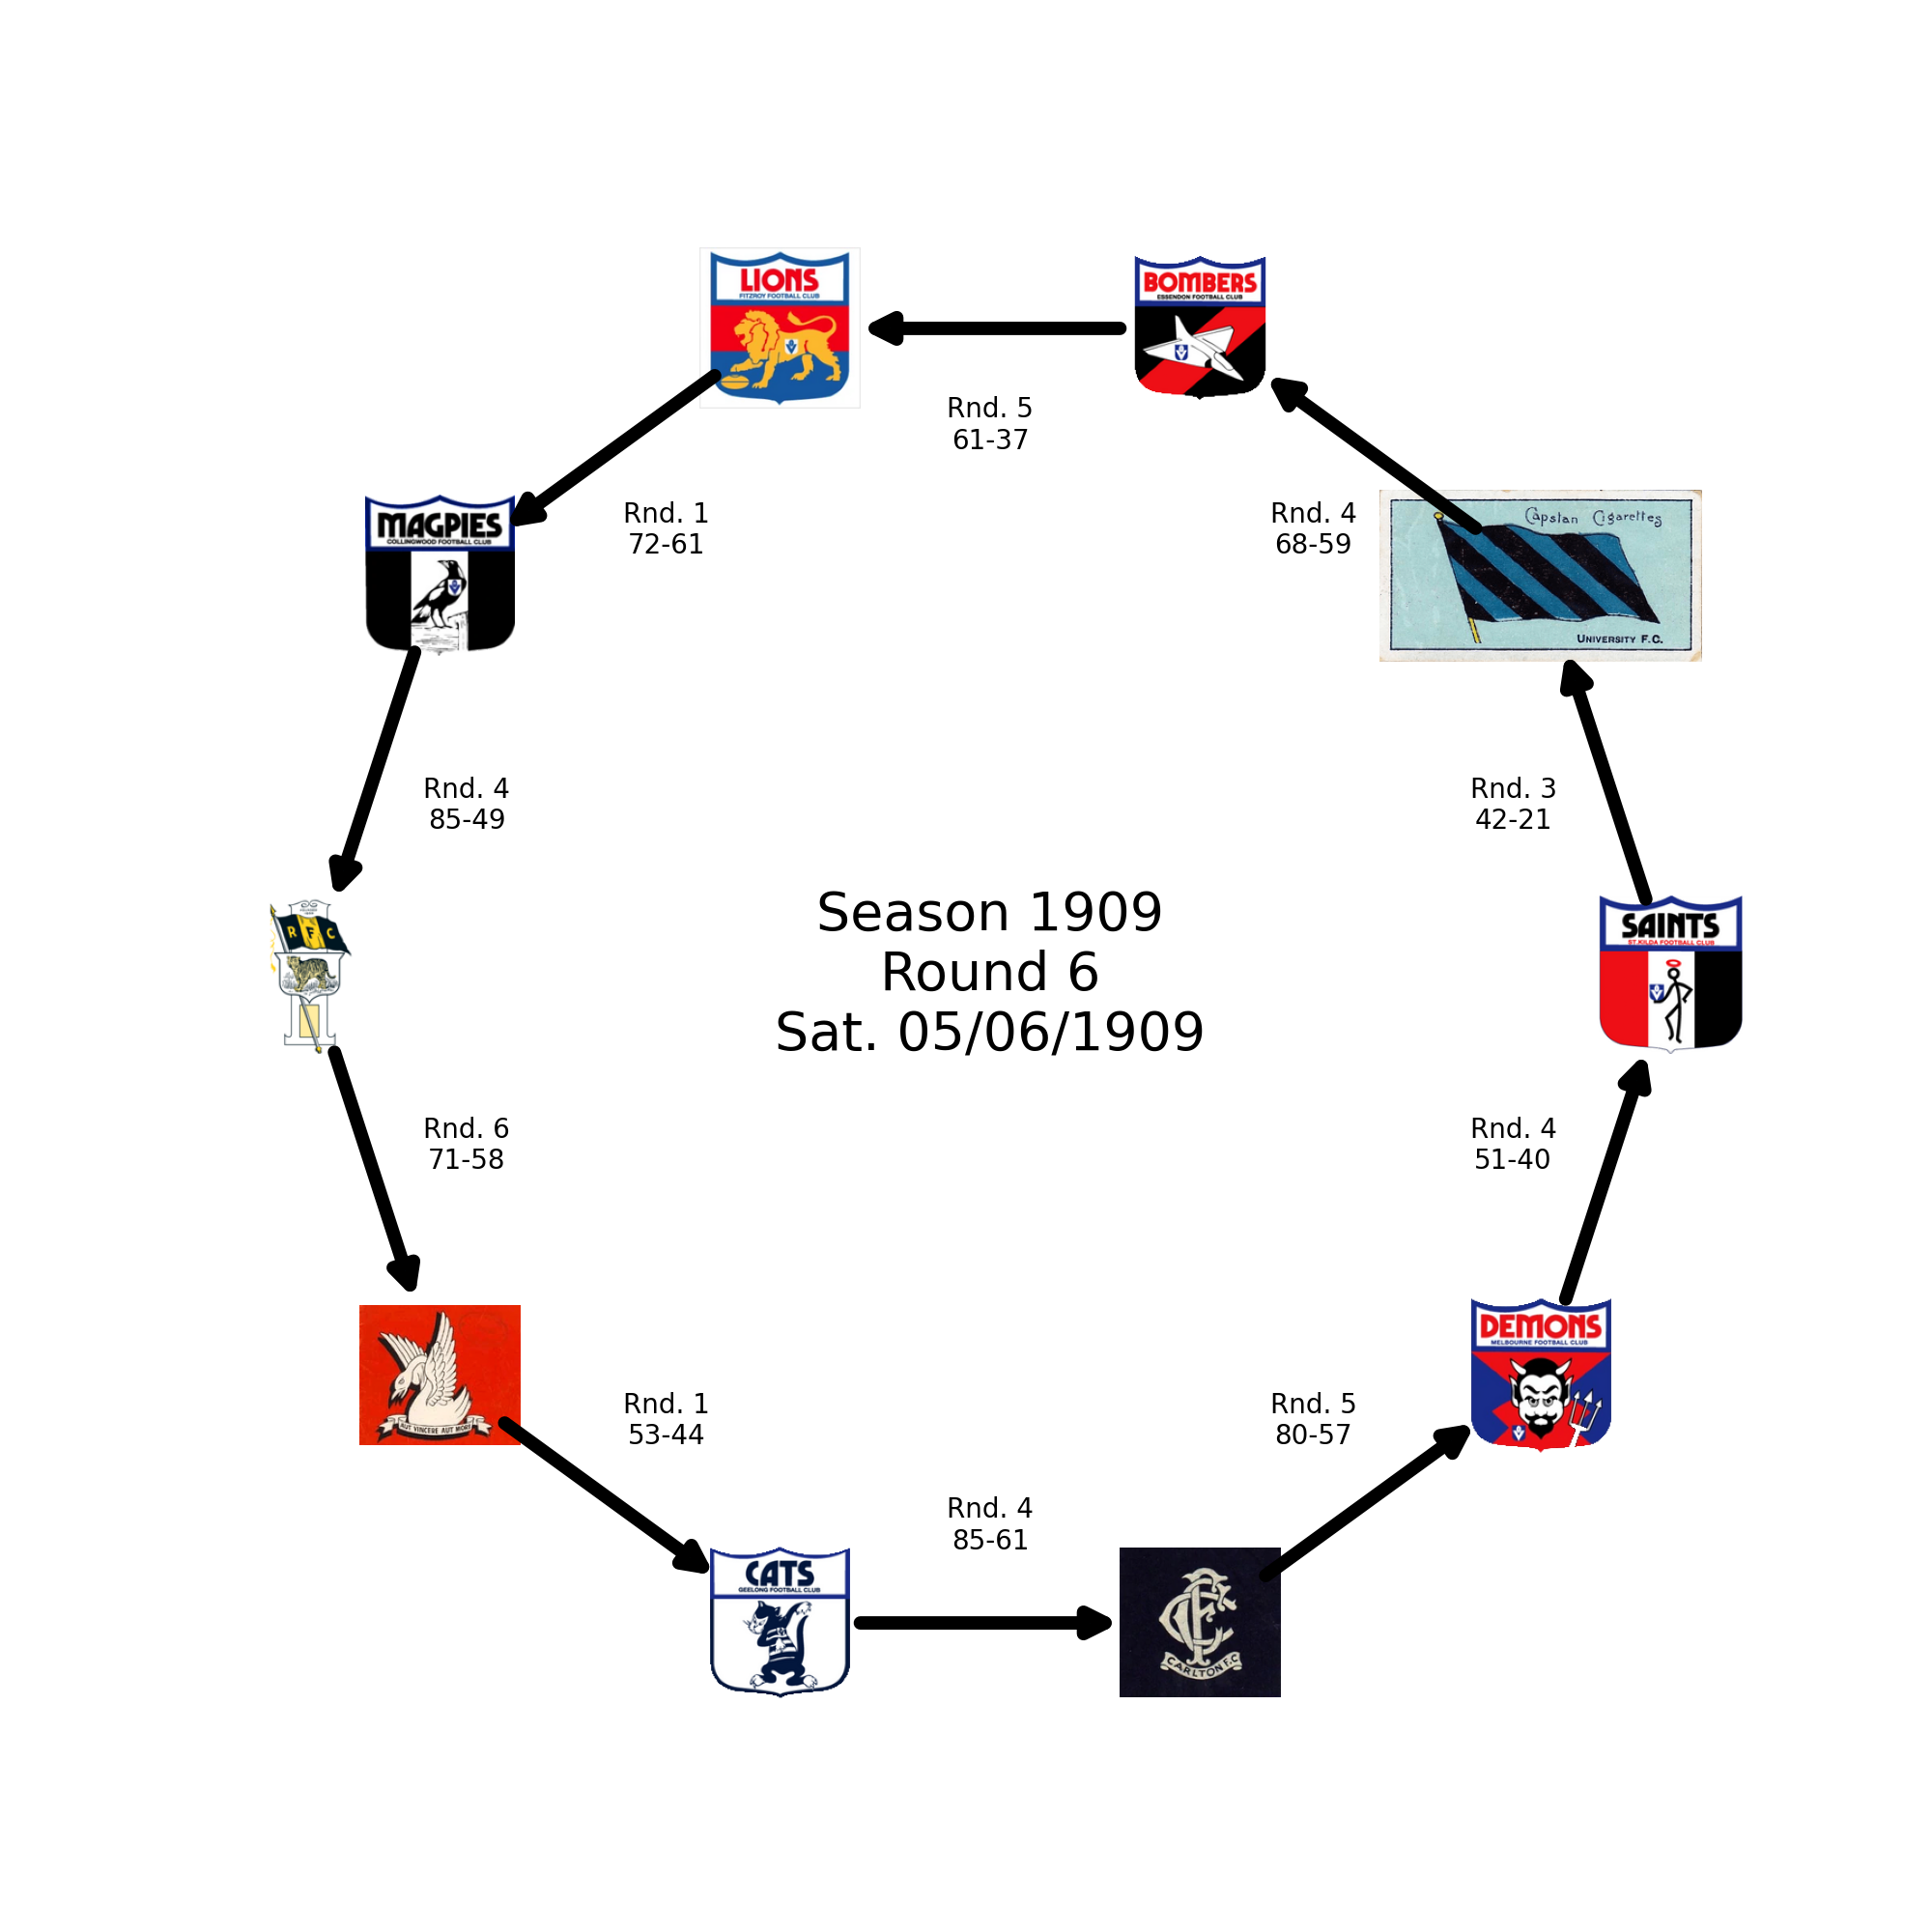 LIONS
FITZROY FOOTBALL CLUB
BOMBERS
ESSENDON FOOTBALL CLUB
Rnd. 5
61-37
MAGPIES
COLLINGWOOD FOOTBALL CLUB
Rnd. 1
72-61
Rnd. 4
68-59
Capstan Cigarettes
UNIVERSITY F.C.
Rnd. 4
85-49
Rnd. 3
42-21
R F C
Season 1909
Round 6
Sat. 05/06/1909
SAINTS
ST.KILDA FOOTBALL CLUB
Rnd. 6
71-58
Rnd. 4
51-40
AUT VINCERE AUT MORI
DEMONS
MELBOURNE FOOTBALL CLUB
Rnd. 1
53-44
Rnd. 5
80-57
Rnd. 4
85-61
CATS
GEELONG FOOTBALL CLUB
CFC
CARLTON F.C